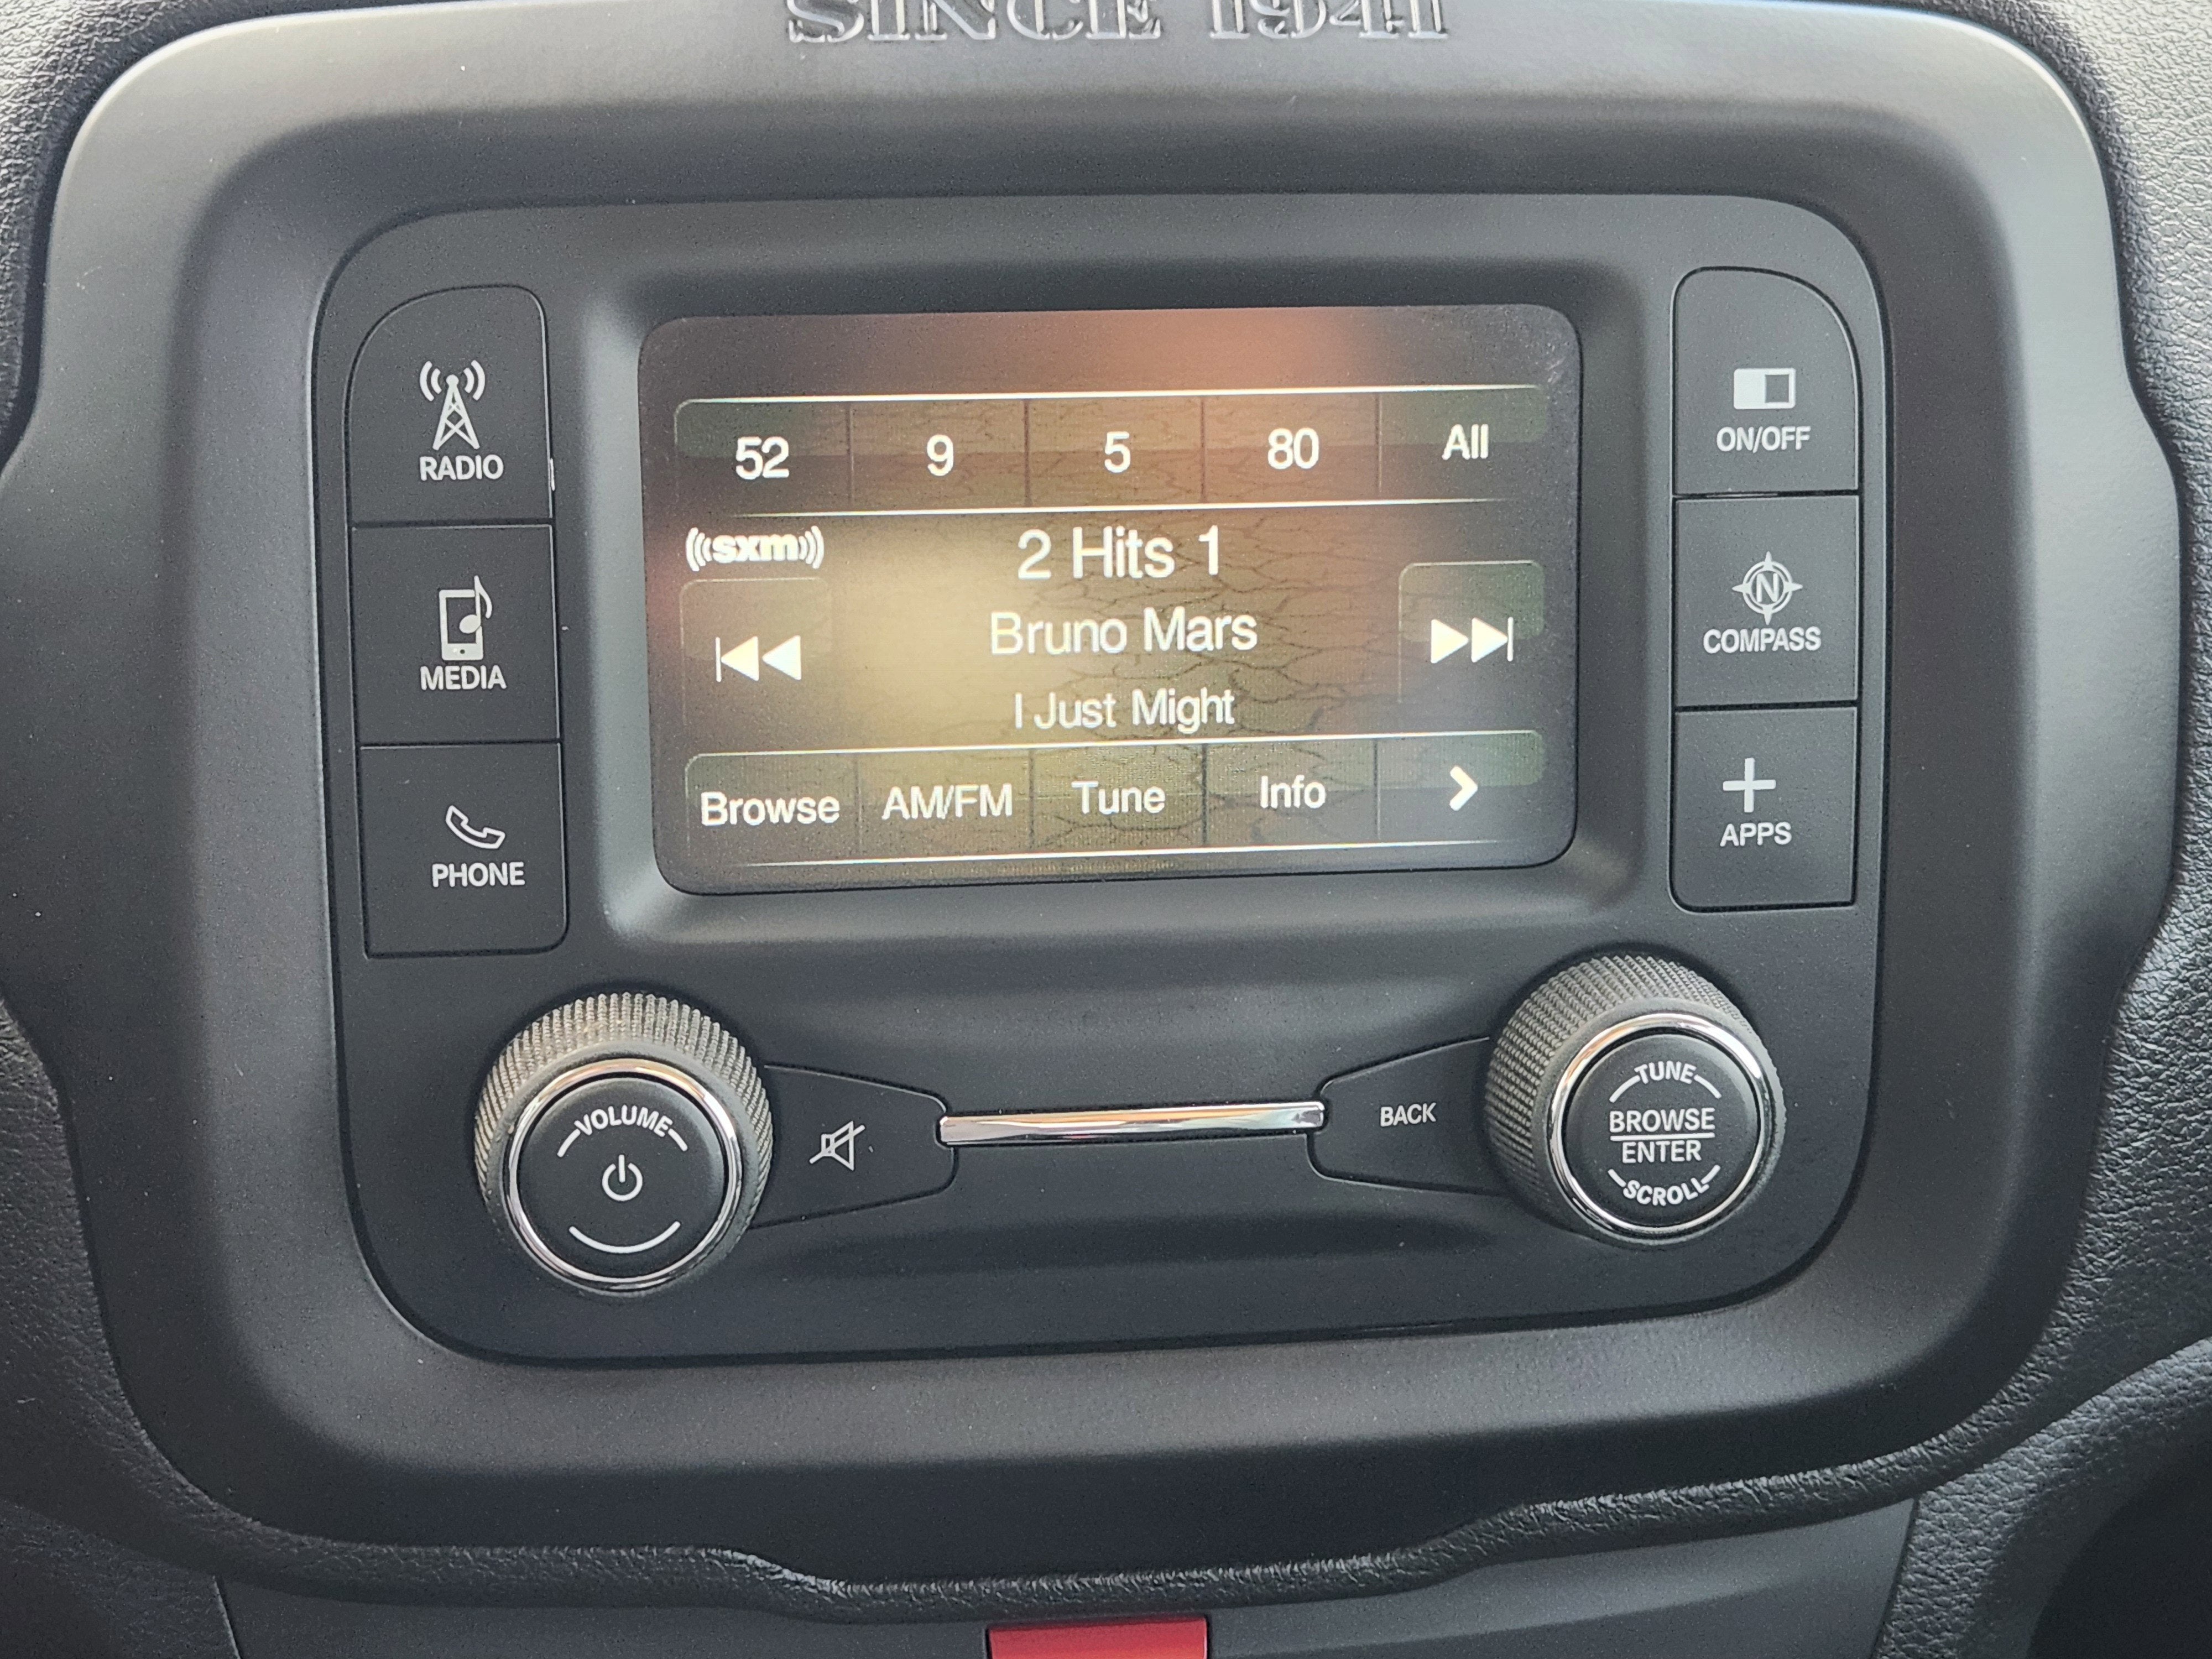 SINCE 1941
RADIO
MEDIA
PHONE
52 9 5 80 All
((sxm))
2 Hits 1
Bruno Mars
I Just Might
Browse AM/FM Tune Info
ON/OFF
N
COMPASS
APPS
VOLUME
BACK
TUNE
BROWSE
ENTER
SCROLL